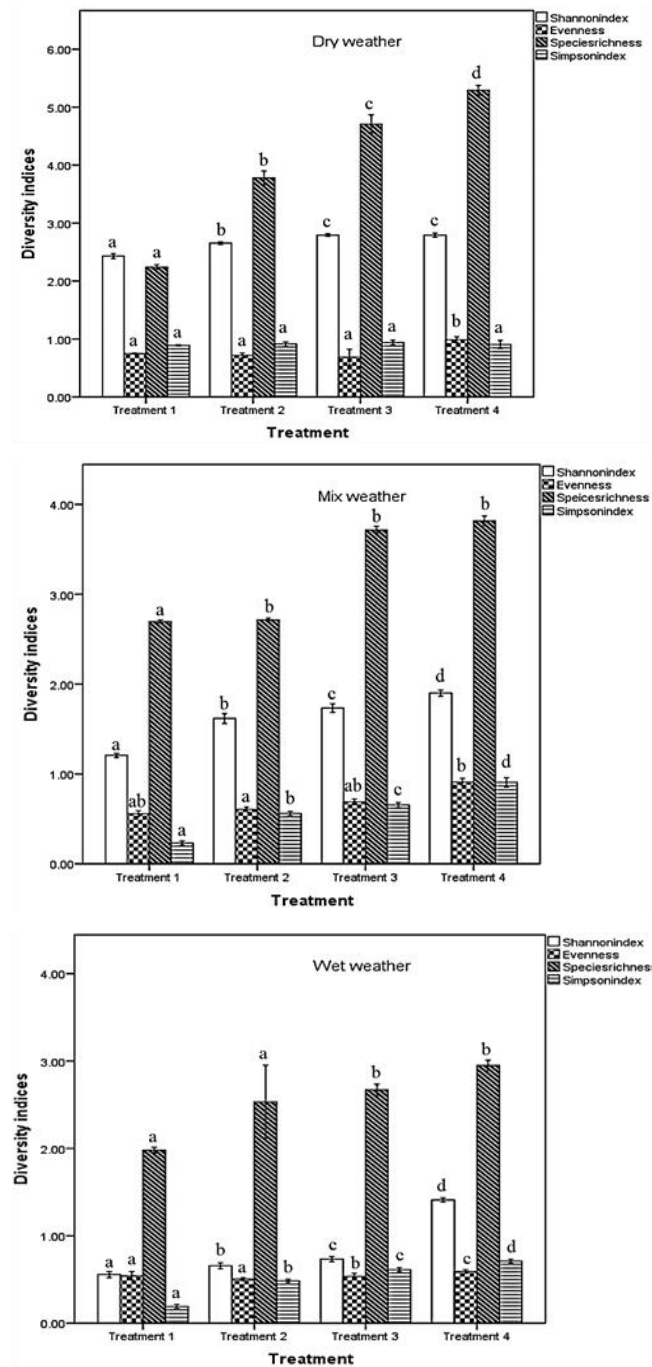 Dry weather
Shannonindex
Evenness
Speciesrichness
Simpsonindex
Diversity indices
6.00
5.00
4.00
3.00
2.00
1.00
0.00
a a a a
b b a a
c a c a
c b d a
Treatment 1 Treatment 2 Treatment 3 Treatment 4
Treatment
Mix weather
Shannonindex
Evenness
Speicesrichness
Simpsonindex
Diversity indices
4.00
3.00
2.00
1.00
0.00
a ab a a
b a b b
c ab b c
d b b d
Treatment 1 Treatment 2 Treatment 3 Treatment 4
Treatment
Wet weather
Shannonindex
Evenness
Speciesrichness
Simpsonindex
Diversity indices
4.00
3.00
2.00
1.00
0.00
a a a a
b a a b
c b b c
d c b d
Treatment 1 Treatment 2 Treatment 3 Treatment 4
Treatment